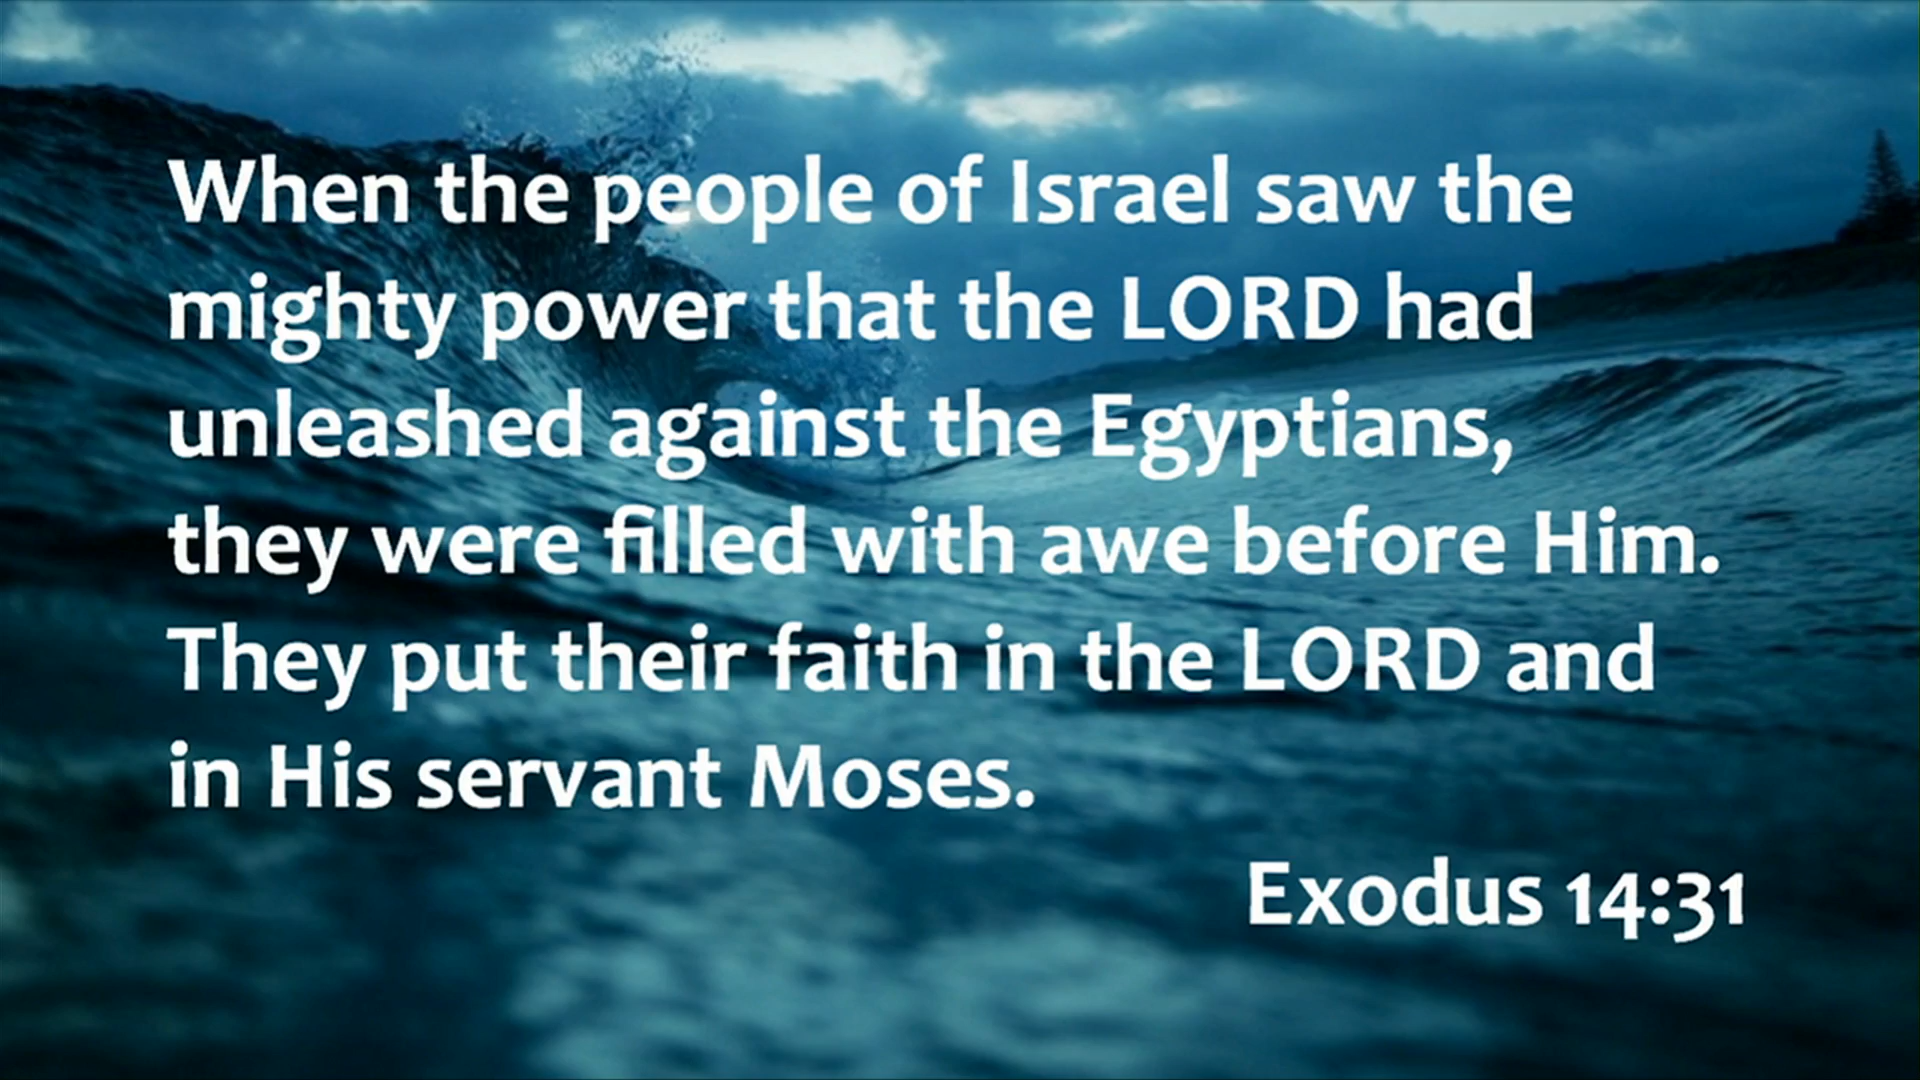 When the people of Israel saw the
mighty power that the LORD had
unleashed against the Egyptians,
they were filled with awe before Him.
They put their faith in the LORD and
in His servant Moses.
Exodus 14:31